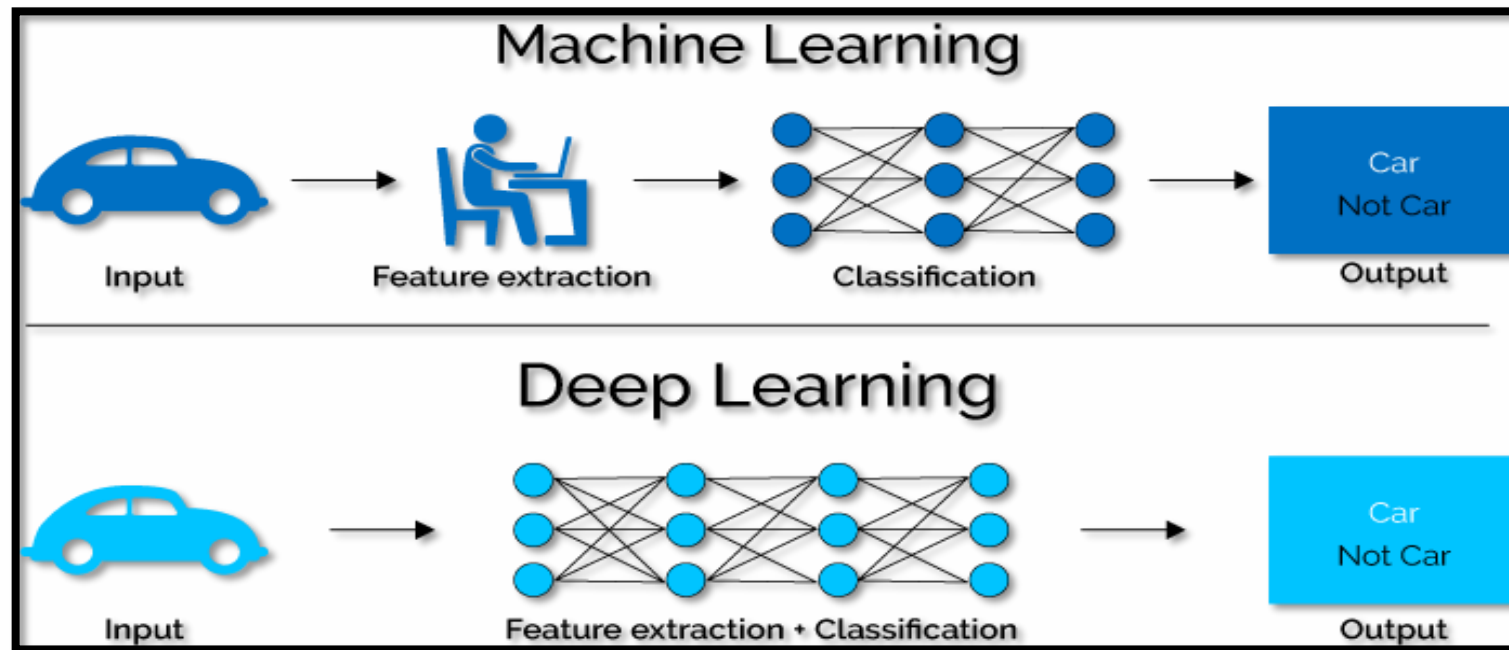 Machine Learning
Car
Not Car
Input
Feature extraction
Classification
Output
Deep Learning
Car
Not Car
Input
Feature extraction + Classification
Output